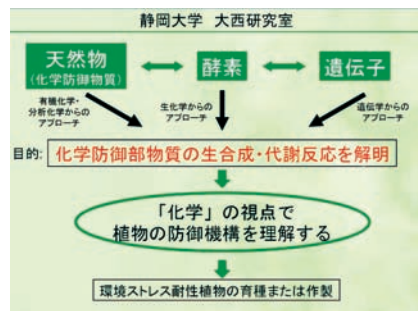 静岡大学 大西研究室
天然物
(化学防御物質)
酵素
遺伝子
有機化学・
分析化学からの
アプローチ
生化学からの
アプローチ
遺伝学からの
アプローチ
目的:
化学防御部物質の生合成・代謝反応を解明
「化学」の視点で
植物の防御機構を理解する
環境ストレス耐性植物の育種または作製